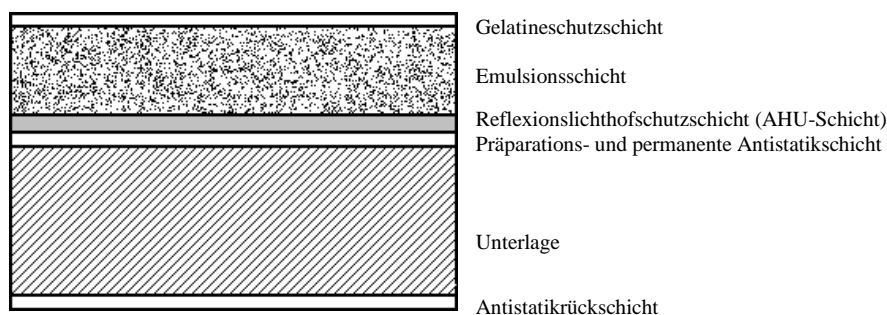 Gelatineschutzschicht
Emulsionsschicht
Reflexionslichthofschutzschicht (AHU-Schicht)
Präparations- und permanente Antistatikschicht
Unterlage
Antistatikrückschicht